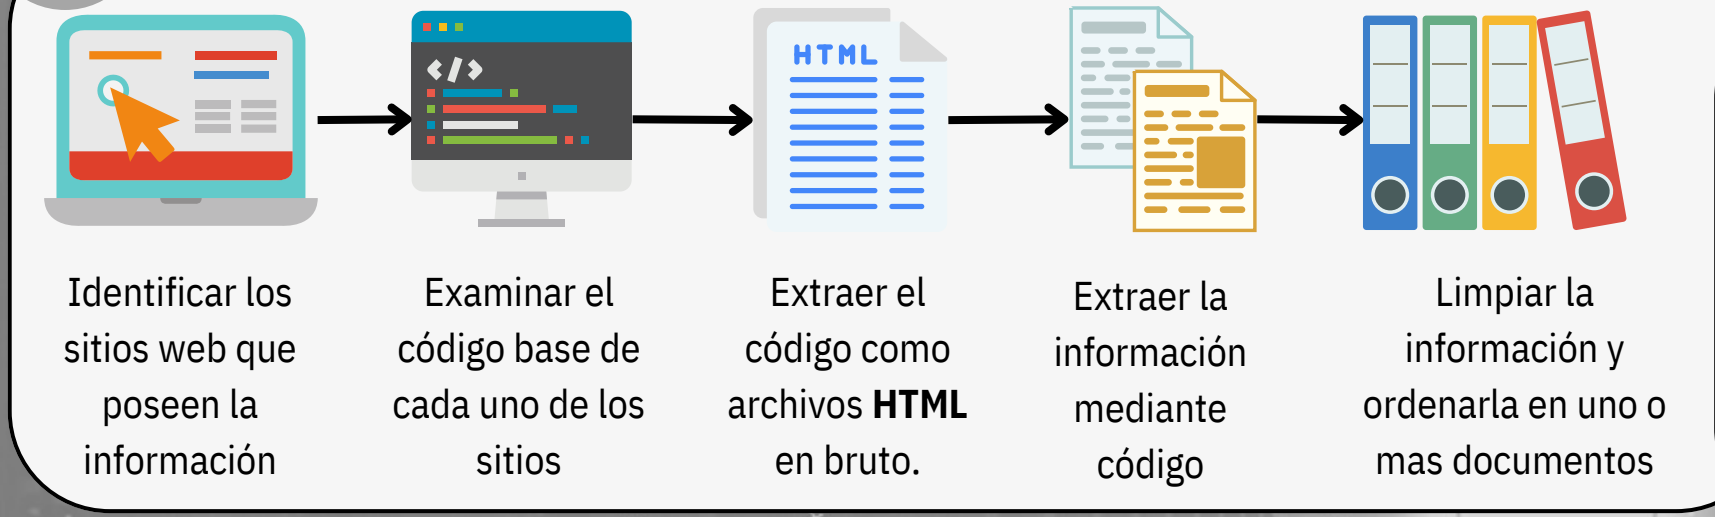 </>
HTML
Identificar los
sitios web que
poseen la
información
Examinar el
código base de
cada uno de los
sitios
Extraer el
código como
archivos HTML
en bruto.
Extraer la
información
mediante
código
Limpiar la
información y
ordenarla en uno o
mas documentos